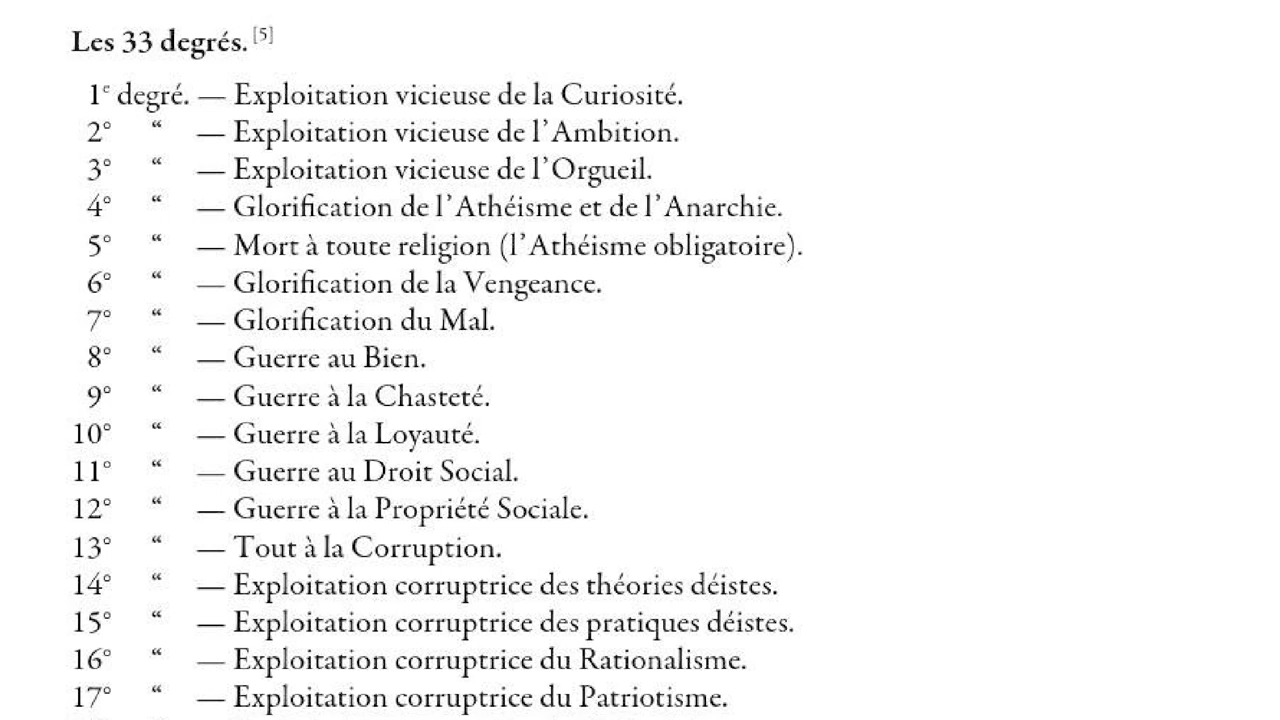 Les 33 degrés. [5]
1e degré. — Exploitation vicieuse de la Curiosité.
2° “ — Exploitation vicieuse de l’Ambition.
3° “ — Exploitation vicieuse de l’Orgueil.
4° “ — Glorification de l’Athéisme et de l’Anarchie.
5° “ — Mort à toute religion (l’Athéisme obligatoire).
6° “ — Glorification de la Vengeance.
7° “ — Glorification du Mal.
8° “ — Guerre au Bien.
9° “ — Guerre à la Chasteté.
10° “ — Guerre à la Loyauté.
11° “ — Guerre au Droit Social.
12° “ — Guerre à la Propriété Sociale.
13° “ — Tout à la Corruption.
14° “ — Exploitation corruptrice des théories déistes.
15° “ — Exploitation corruptrice des pratiques déistes.
16° “ — Exploitation corruptrice du Rationalisme.
17° “ — Exploitation corruptrice du Patriotisme.